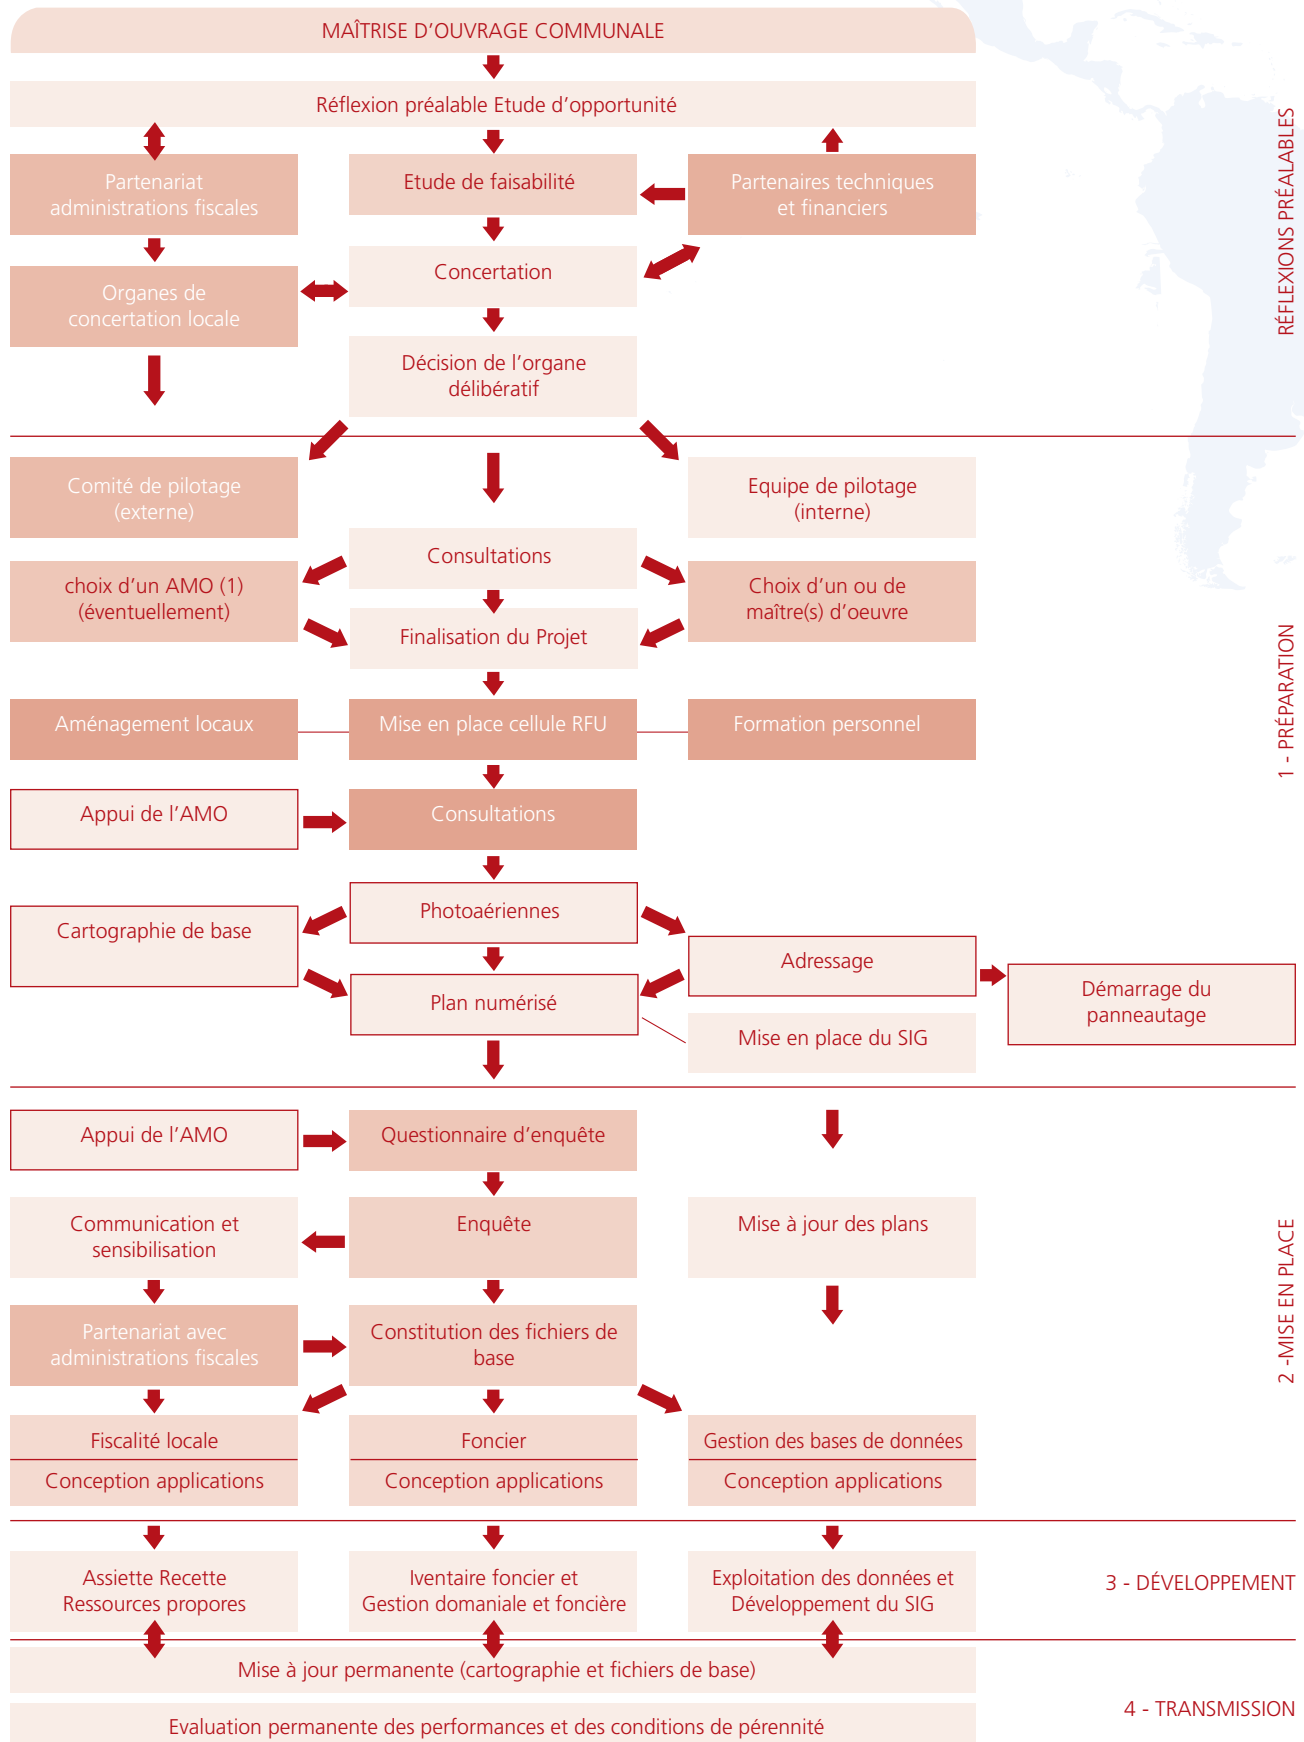 MAÎTRISE D'OUVRAGE COMMUNALE
Réflexion préalable Etude d'opportunité
Partenariat
administrations fiscales
Etude de faisabilité
Partenaires techniques
et financiers
Organes de
concertation locale
Concertation
Décision de l'organe
délibératif
RÉFLEXIONS PRÉALABLES
Comité de pilotage
(externe)
Equipe de pilotage
(interne)
Consultations
choix d'un AMO (1)
(éventuellement)
Choix d'un ou de
maître(s) d'oeuvre
Finalisation du Projet
Aménagement locaux
Mise en place cellule RFU
Formation personnel
Appui de l'AMO
Consultations
Photoaériennes
Cartographie de base
Adressage
Plan numérisé
Démarrage du
panneautage
Mise en place du SIG
1 - PRÉPARATION
Appui de l'AMO
Questionnaire d'enquête
Communication et
sensibilisation
Enquête
Mise à jour des plans
Partenariat avec
administrations fiscales
Constitution des fichiers de
base
Fiscalité locale
Conception applications
Foncier
Conception applications
Gestion des bases de données
Conception applications
2 -MISE EN PLACE
Assiette Recette
Ressources propores
Iventaire foncier et
Gestion domaniale et foncière
Exploitation des données et
Développement du SIG
3 - DÉVELOPPEMENT
Mise à jour permanente (cartographie et fichiers de base)
Evaluation permanente des performances et des conditions de pérennité
4 - TRANSMISSION